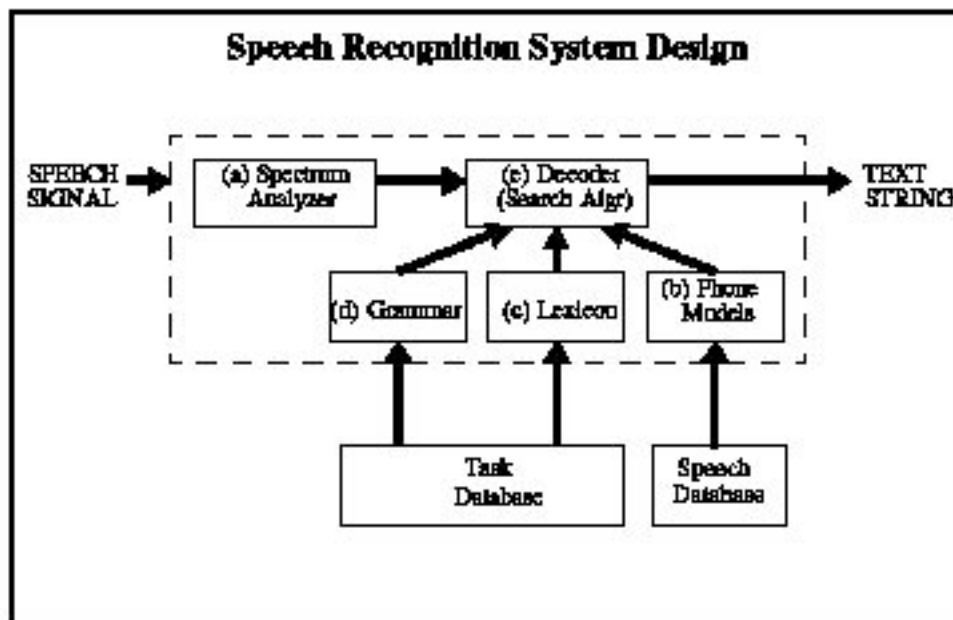 Speech Recognition System Design
SPEECH
SIGNAL
(a) Spectrum
Analyzer
(e) Decoder
(Search Algr)
TEXT
STRING
(d) Grammar
(c) Lexicon
(b) Phone
Models
Task
Database
Speech
Database